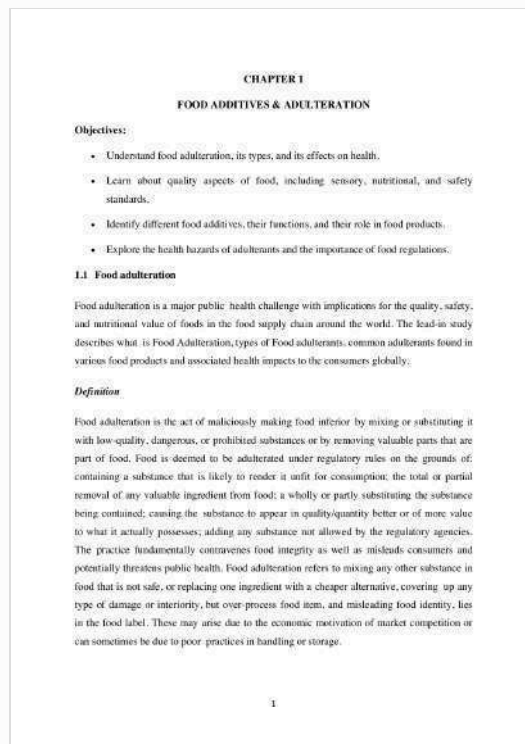 CHAPTER 1
FOOD ADDITIVES & ADULTERATION
Objectives:
• Understand food adulteration, its types, and its effects on health.
• Learn about quality aspects of food, including sensory, nutritional, and safety
standards.
• Identify different food additives, their functions, and their role in food products.
• Explore the health hazards of adulterants and the importance of food regulations.
1.1 Food adulteration
Food adulteration is a major public health challenge with implications for the quality, safety,
and nutritional value of foods in the food supply chain around the world. The lead-in study
describes what is Food Adulteration, types of Food adulterants, common adulterants found in
various food products and associated health impacts to the consumers globally.
Definition
Food adulteration is the act of maliciously making food inferior by mixing or substituting it
with low-quality, dangerous, or prohibited substances or by removing valuable parts that are
part of food. Food is deemed to be adulterated under regulatory rules on the grounds of:
containing a substance that is likely to render it unfit for consumption; the total or partial
removal of any valuable ingredient from food; a wholly or partly substituting the substance
being contained; causing the substance to appear in quality/quantity better or of more value
to what it actually possesses; adding any substance not allowed by the regulatory agencies.
The practice fundamentally contravenes food integrity as well as misleads consumers and
potentially threatens public health. Food adulteration refers to mixing any other substance in
food that is not safe, or replacing one ingredient with a cheaper alternative, covering up any
type of damage or interiority, but over-process food item, and misleading food identity, lies
in the food label. These may arise due to the economic motivation of market competition or
can sometimes be due to poor practices in handling or storage.
1